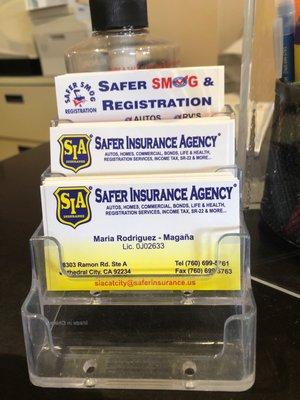 SAFER SMOG
REGISTRATION
SAFER SMOG &
REGISTRATION
AUTOS RV'S
SIA
SAFER INSURANCE AGENCY
AUTOS, HOMES, COMMERCIAL, BONDS, LIFE & HEALTH,
REGISTRATION SERVICES, INCOME TAX, SR-22 & MORE...
SIA
SAFER INSURANCE AGENCY
AUTOS, HOMES, COMMERCIAL, BONDS, LIFE & HEALTH,
REGISTRATION SERVICES, INCOME TAX, SR-22 & MORE...
Maria Rodriguez - Magaña
Lic. 0J02633
Ramon Rd. Ste A
Cathedral City, CA 92234
Tel (760)
Fax (760)
siacatcity@saferinsurance.us